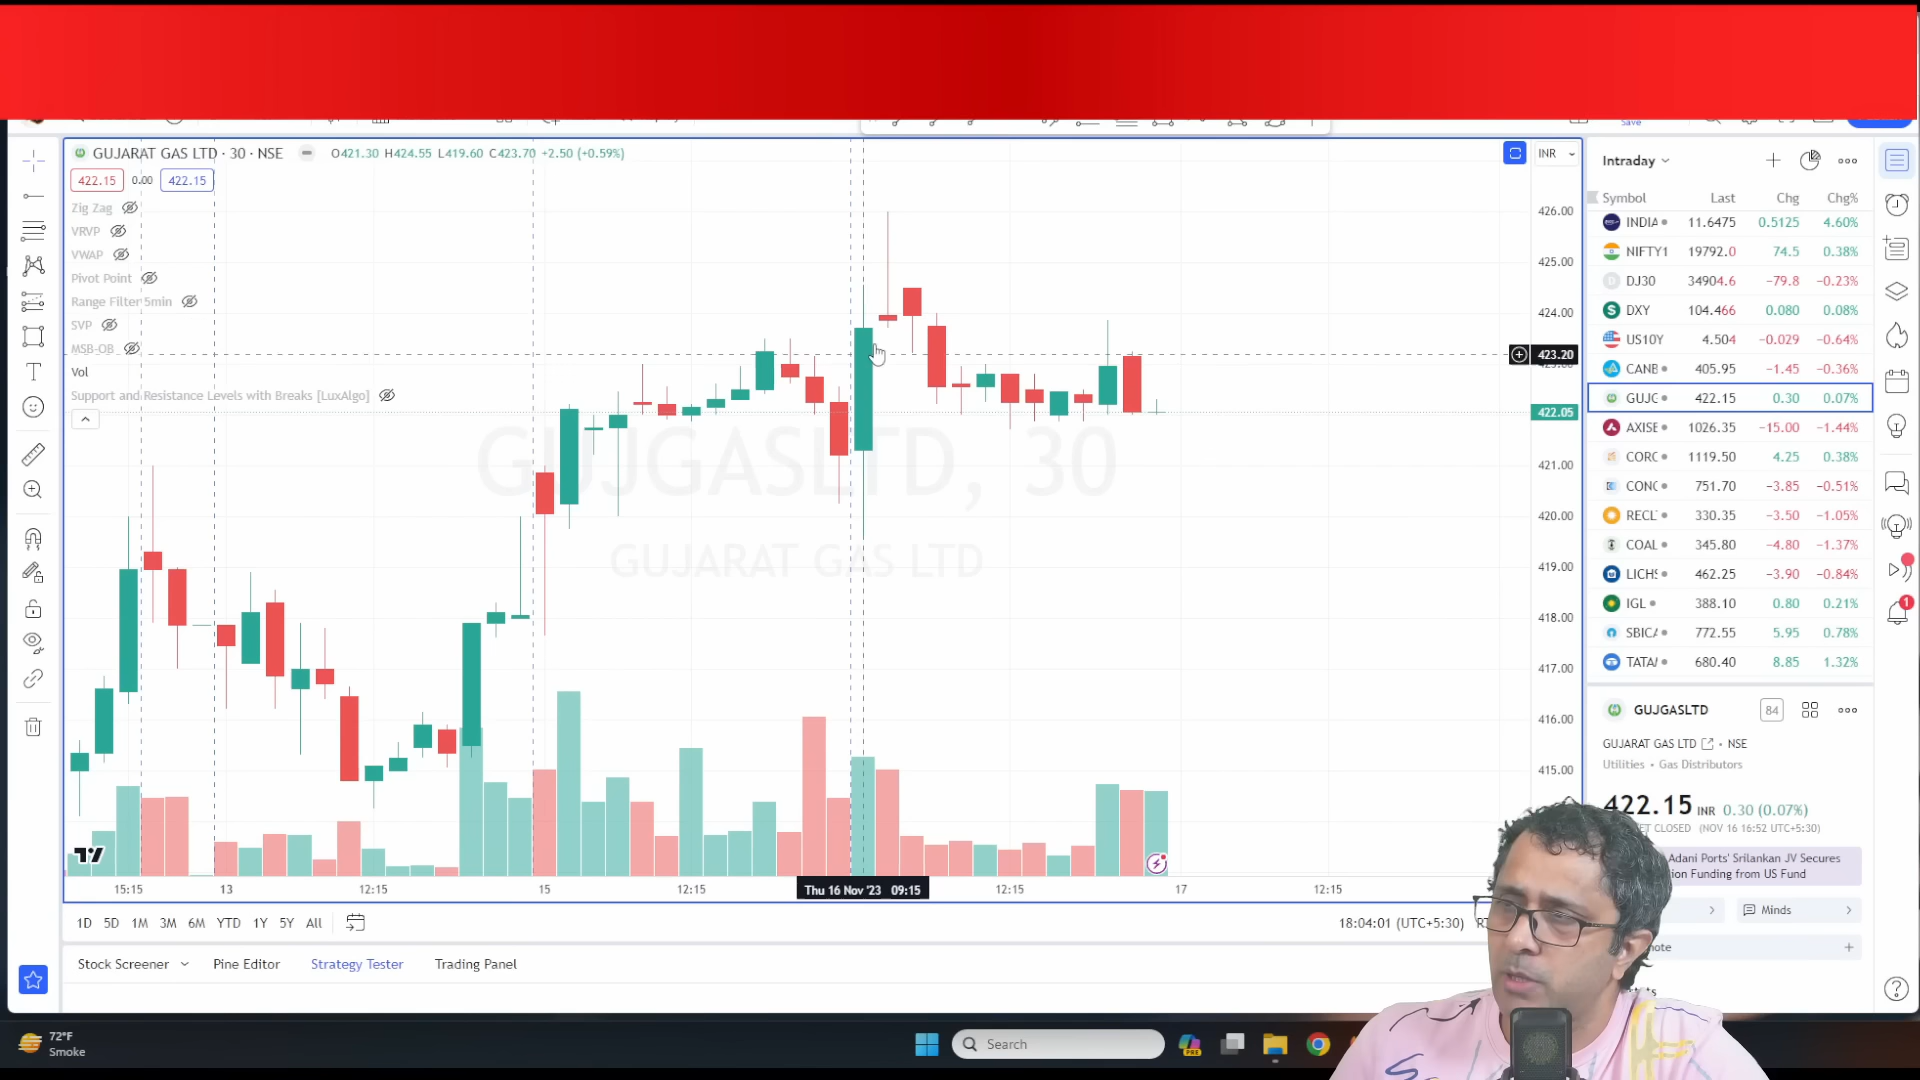 Save
GUJARAT GAS LTD · 30 · NSE O421.30 H424.55 L419.60 C423.70 +2.50 (+0.59%)
422.15 0.00 422.15
Zig Zag
VRVP
VWAP
Pivot Point
Range Filter 5min
SVP
MSB-OB
Vol
Support and Resistance Levels with Breaks [LuxAlgo]
GUJGASLTD, 30
GUJARAT GAS LTD
INR
426.00
425.00
424.00
423.20
422.05
421.00
420.00
419.00
418.00
417.00
416.00
415.00
15:15 13 12:15 15 12:15 Thu 16 Nov '23 09:15 12:15 17 12:15
1D 5D 1M 3M 6M YTD 1Y 5Y All
18:04:01 (UTC+5:30)
Stock Screener Pine Editor Strategy Tester Trading Panel
Intraday
Symbol Last Chg Chg%
INDIA 11.6475 0.5125 4.60%
NIFTY1 19792.0 74.5 0.38%
DJ30 34904.6 −79.8 −0.23%
DXY 104.466 0.080 0.08%
US10Y 4.504 −0.029 −0.64%
CANB 405.95 −1.45 −0.36%
GUJG 422.15 0.30 0.07%
AXISB 1026.35 −15.00 −1.44%
CORO 1119.50 4.25 0.38%
CONC 751.70 −3.85 −0.51%
RECL 330.35 −3.50 −1.05%
COAL 345.80 −4.80 −1.37%
LICHS 462.25 −3.90 −0.84%
IGL 388.10 0.80 0.21%
SBICA 772.55 5.95 0.78%
TATA 680.40 8.85 1.32%
GUJGASLTD 84
GUJARAT GAS LTD · NSE
Utilities · Gas Distributors
422.15 INR 0.30 (0.07%)
CLOSED (NOV 16 16:52 UTC+5:30)
Adani Ports' Srilankan JV Secures
Funding from US Fund
Minds
1
72°F
Smoke
Search
PRE